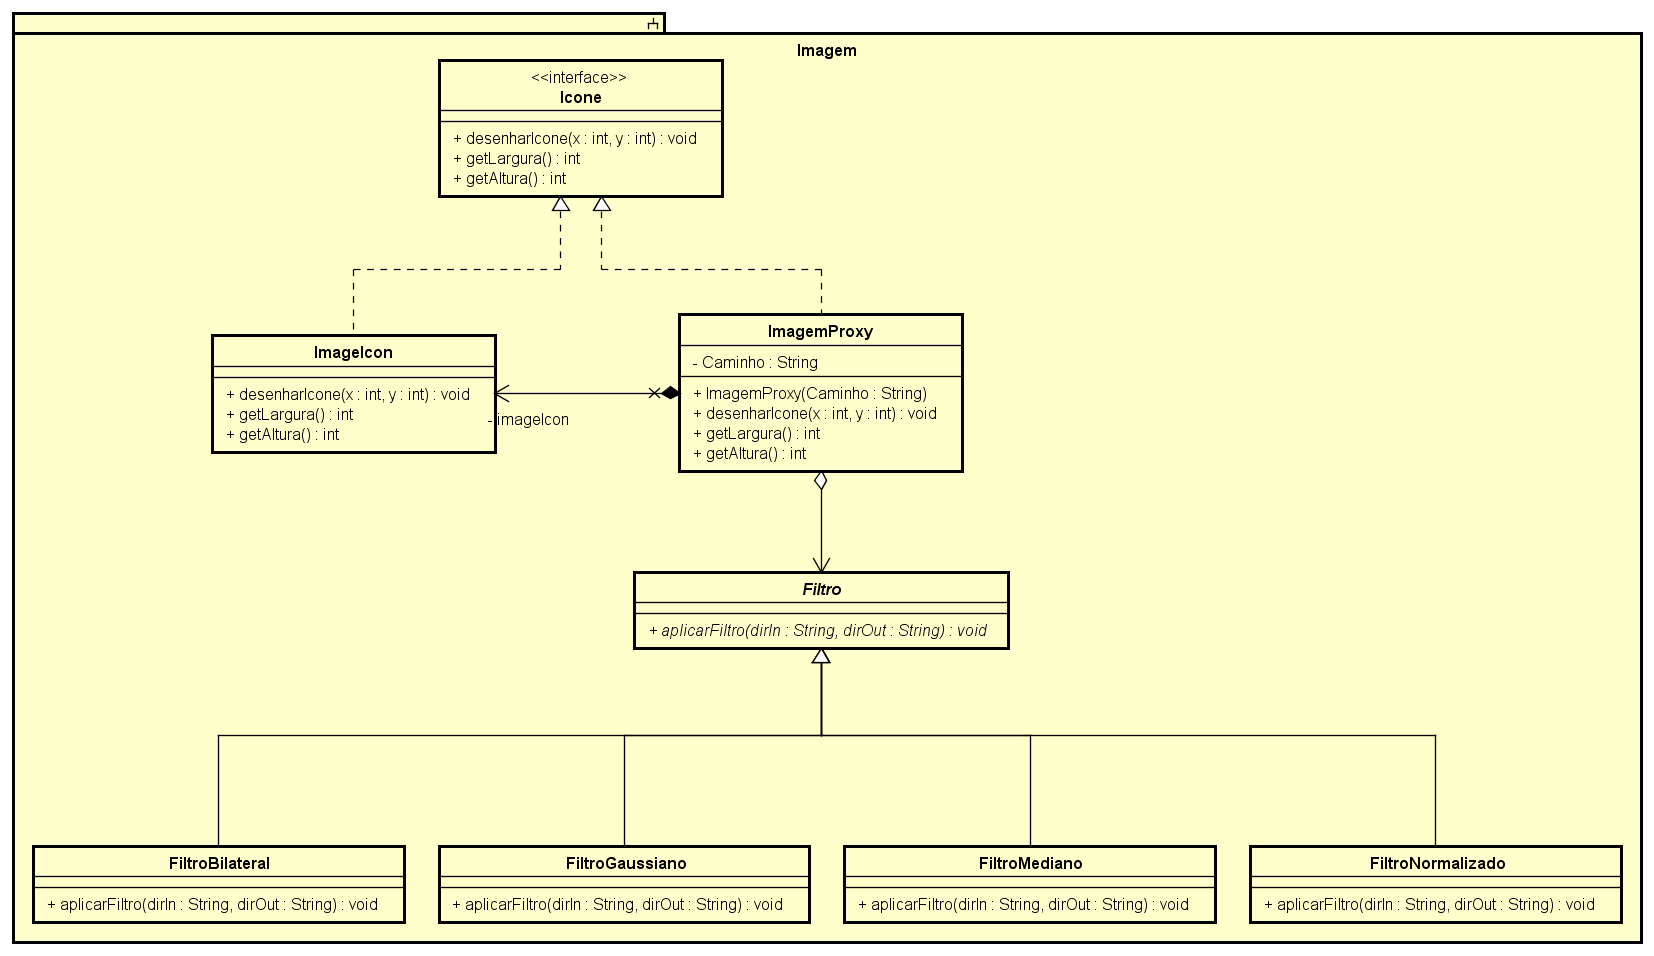 Imagem
<<interface>>
Icone
+ desenharIcone(x : int, y : int) : void
+ getLargura() : int
+ getAltura() : int
ImageIcon
+ desenharIcone(x : int, y : int) : void
+ getLargura() : int
+ getAltura() : int
- imageIcon
ImagemProxy
- Caminho : String
+ ImagemProxy(Caminho : String)
+ desenharIcone(x : int, y : int) : void
+ getLargura() : int
+ getAltura() : int
Filtro
+ aplicarFiltro(dirIn : String, dirOut : String) : void
FiltroBilateral
+ aplicarFiltro(dirIn : String, dirOut : String) : void
FiltroGaussiano
+ aplicarFiltro(dirIn : String, dirOut : String) : void
FiltroMediano
+ aplicarFiltro(dirIn : String, dirOut : String) : void
FiltroNormalizado
+ aplicarFiltro(dirIn : String, dirOut : String) : void